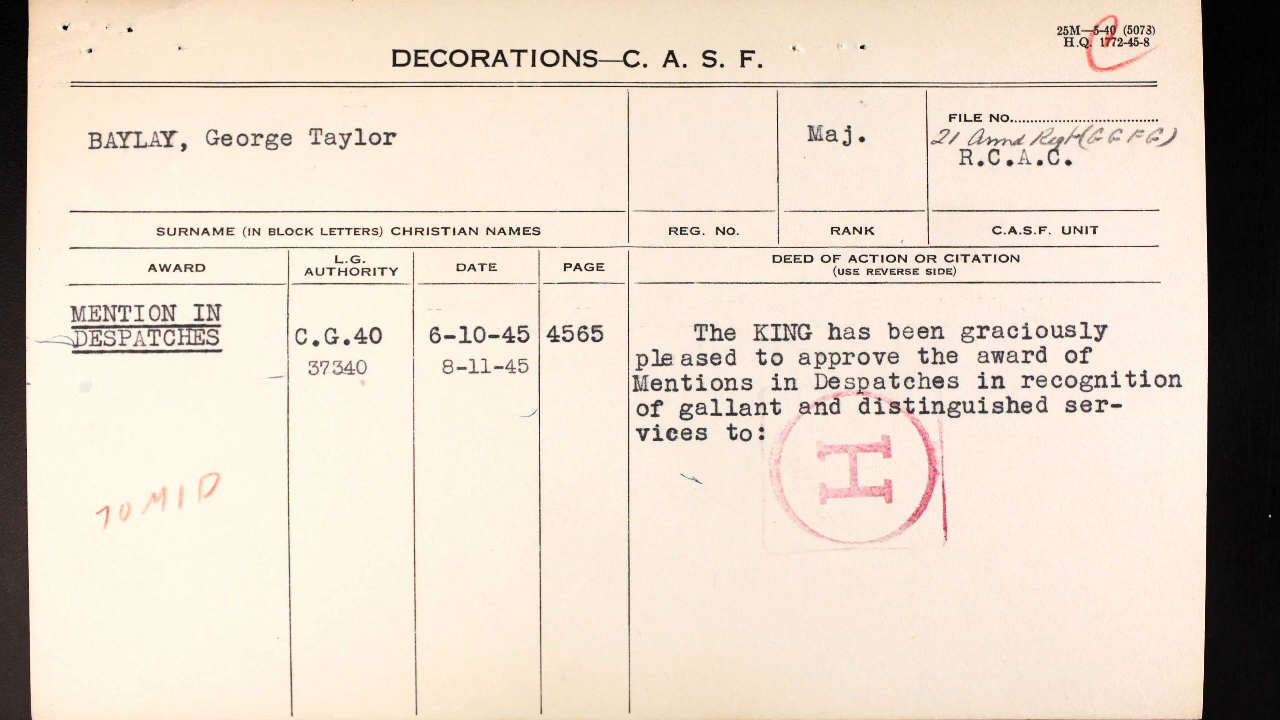 25M—5-40 (5073)
H.Q. 1772-45-8
C
DECORATIONS—C. A. S. F.
BAYLAY, George Taylor
Maj.
FILE NO.
21 Armd Regt (G G F G)
R.C.A.C.
SURNAME (IN BLOCK LETTERS) CHRISTIAN NAMES
REG. NO.
RANK
C.A.S.F. UNIT
AWARD
L.G. AUTHORITY
DATE
PAGE
DEED OF ACTION OR CITATION
(USE REVERSE SIDE)
MENTION IN
DESPATCHES
C.G.40
6-10-45
4565
37340
8-11-45
The KING has been graciously
pleased to approve the award of
Mentions in Despatches in recognition
of gallant and distinguished ser-
vices to:
H
70 MID